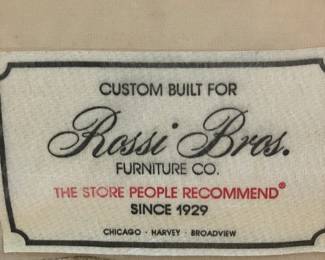 CUSTOM BUILT FOR
Rossi Bros.
FURNITURE CO.
THE STORE PEOPLE RECOMMEND®
SINCE 1929
CHICAGO · HARVEY · BROADVIEW